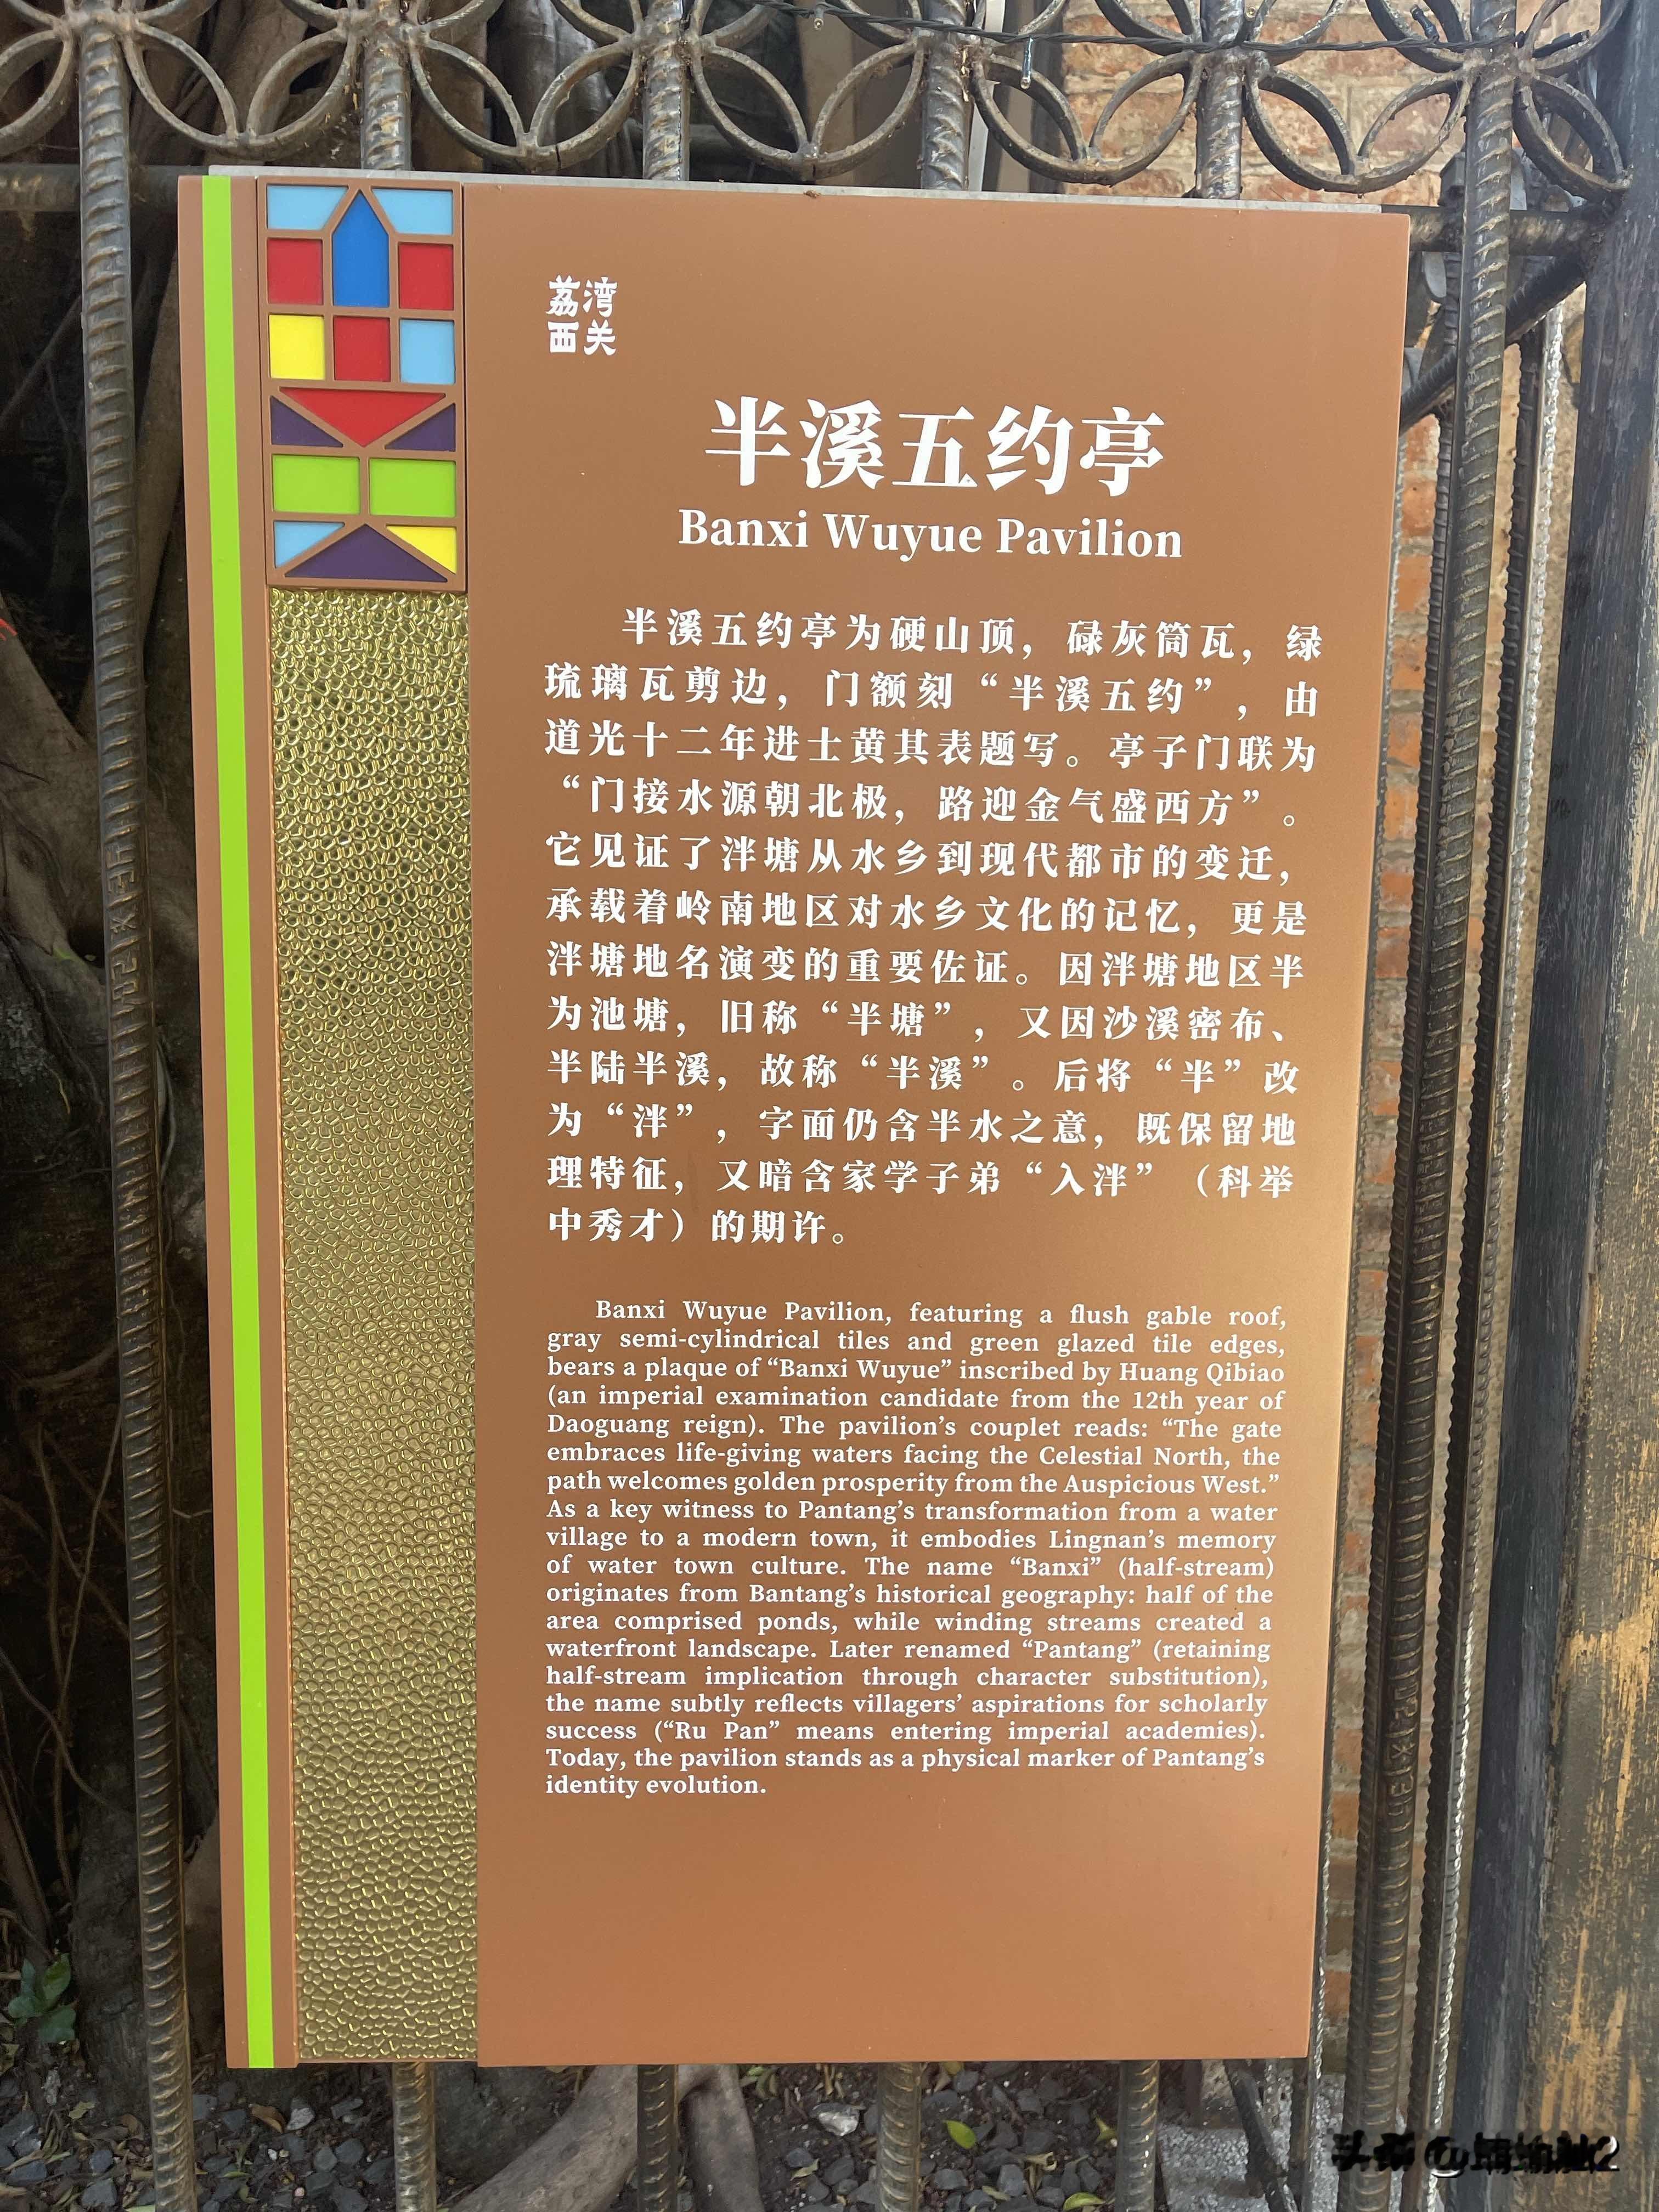 荔湾
西关
半溪五约亭
Banxi Wuyue Pavilion
半溪五约亭为硬山顶，碌灰筒瓦，绿
琉璃瓦剪边，门额刻“半溪五约”，由
道光十二年进士黄其表题写。亭子门联为
“门接水源朝北极，路迎金气盛西方”。
它见证了泮塘从水乡到现代都市的变迁，
承载着岭南地区对水乡文化的记忆，更是
泮塘地名演变的重要佐证。因泮塘地区半
为池塘，旧称“半塘”，又因沙溪密布、
半陆半溪，故称“半溪”。后将“半”改
为“泮”，字面仍含半水之意，既保留地
理特征，又暗含家学子弟“入泮”（科举
中秀才）的期许。
Banxi Wuyue Pavilion, featuring a flush gable roof,
gray semi-cylindrical tiles and green glazed tile edges,
bears a plaque of “Banxi Wuyue” inscribed by Huang Qibiao
(an imperial examination candidate from the 12th year of
Daoguang reign). The pavilion’s couplet reads: “The gate
embraces life-giving waters facing the Celestial North, the
path welcomes golden prosperity from the Auspicious West.”
As a key witness to Pantang’s transformation from a water
village to a modern town, it embodies Lingnan’s memory
of water town culture. The name “Banxi” (half-stream)
originates from Bantang’s historical geography: half of the
area comprised ponds, while winding streams created a
waterfront landscape. Later renamed “Pantang” (retaining
half-stream implication through character substitution),
the name subtly reflects villagers’ aspirations for scholarly
success (“Ru Pan” means entering imperial academies).
Today, the pavilion stands as a physical marker of Pantang’s
identity evolution.